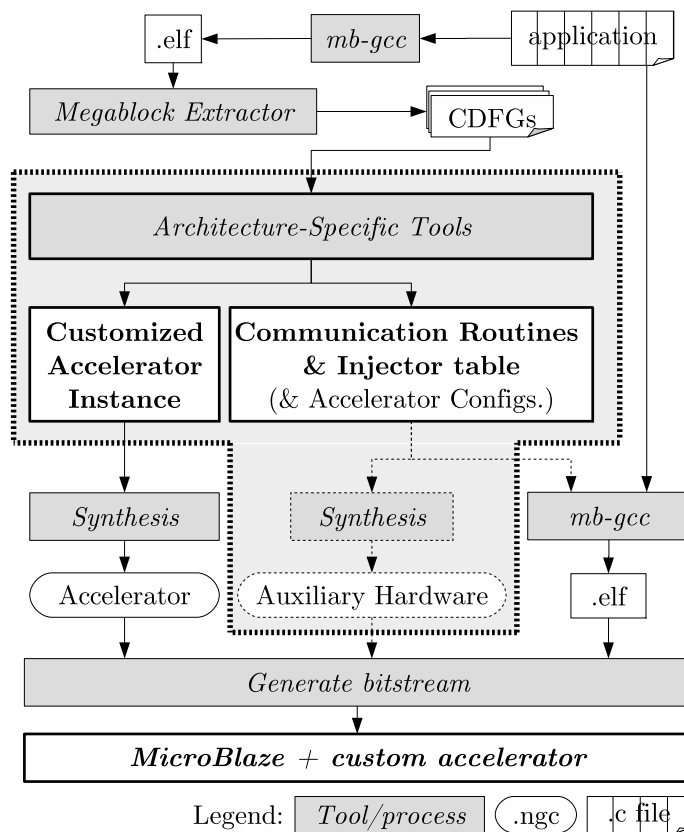 .elf
mb-gcc
application
Megablock Extractor
CDFGs
Architecture-Specific Tools
Customized
Accelerator
Instance
Communication Routines
& Injector table
(& Accelerator Configs.)
Synthesis
Synthesis
mb-gcc
Accelerator
Auxiliary Hardware
.elf
Generate bitstream
MicroBlaze + custom accelerator
Legend:
Tool/process
.ngc
.c file